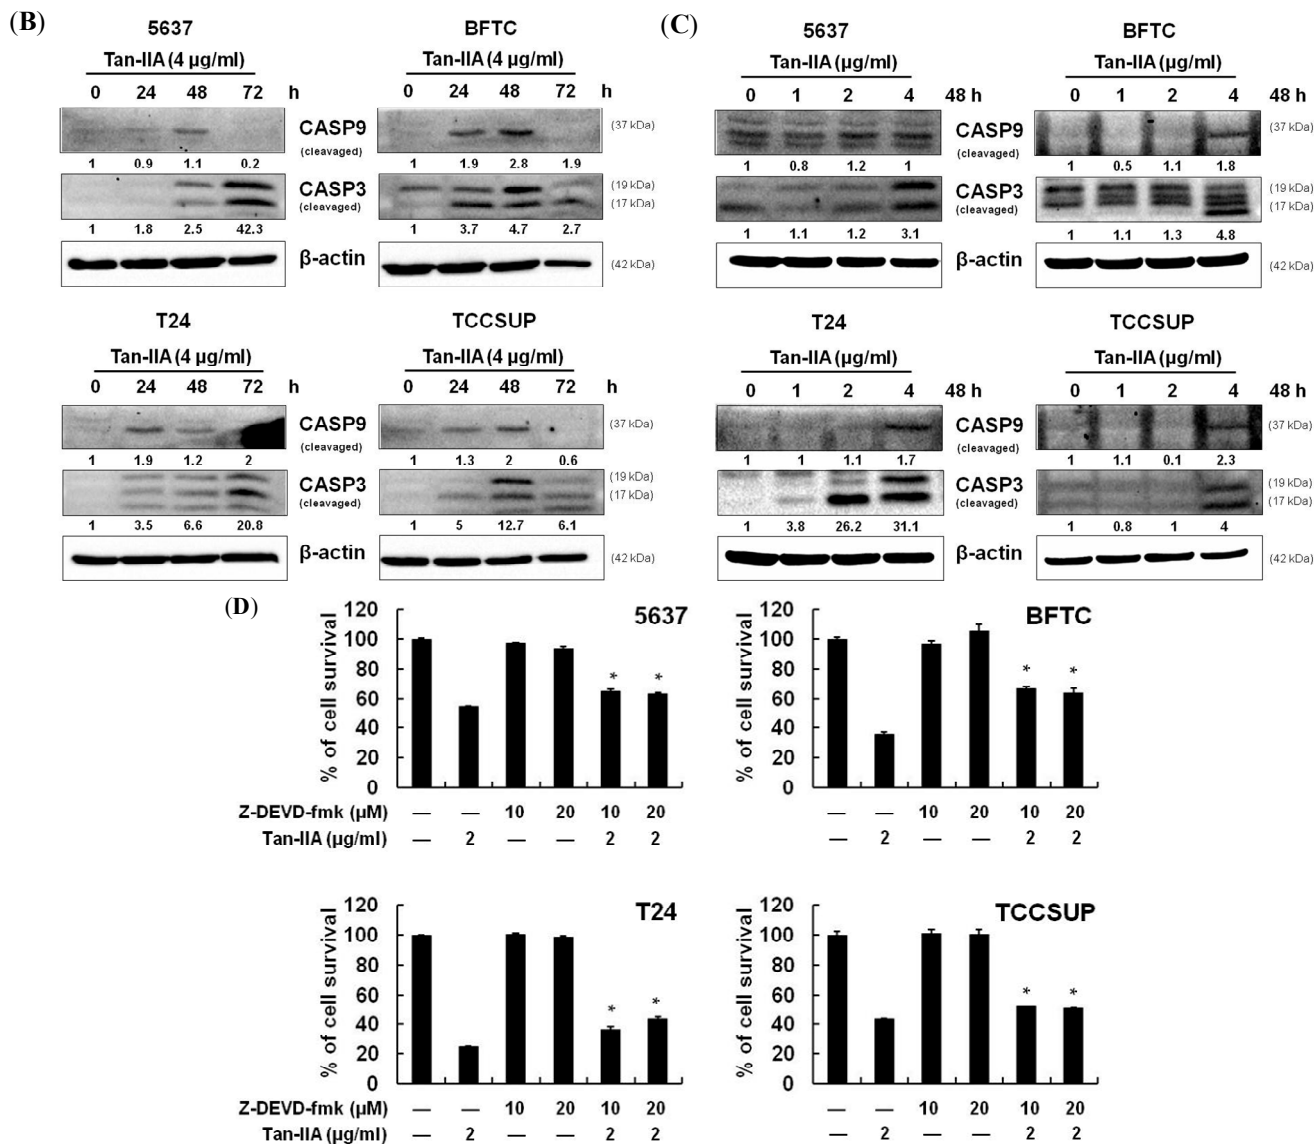 (B)
5637 BFTC
Tan-IIA (4 μg/ml) Tan-IIA (4 μg/ml)
0 24 48 72 h 0 24 48 72 h
CASP9 (37 kDa)
(cleavaged)
1 0.9 1.1 0.2 1 1.9 2.8 1.9
CASP3 (19 kDa)
(cleavaged) (17 kDa)
1 1.8 2.5 42.3 1 3.7 4.7 2.7
β-actin (42 kDa)
T24 TCCSUP
Tan-IIA (4 μg/ml) Tan-IIA (4 μg/ml)
0 24 48 72 h 0 24 48 72 h
CASP9 (37 kDa)
(cleavaged)
1 1.9 1.2 2 1 1.3 2 0.6
CASP3 (19 kDa)
(cleavaged) (17 kDa)
1 3.5 6.6 20.8 1 5 12.7 6.1
β-actin (42 kDa)
(C)
5637 BFTC
Tan-IIA (μg/ml) Tan-IIA (μg/ml)
0 1 2 4 48 h 0 1 2 4 48 h
CASP9 (37 kDa)
(cleavaged)
1 0.8 1.2 1 1 0.5 1.1 1.8
CASP3 (19 kDa)
(cleavaged) (17 kDa)
1 1.1 1.2 3.1 1 1.1 1.3 4.8
β-actin (42 kDa)
T24 TCCSUP
Tan-IIA (μg/ml) Tan-IIA (μg/ml)
0 1 2 4 48 h 0 1 2 4 48 h
CASP9 (37 kDa)
(cleavaged)
1 1 1.1 1.7 1 1.1 0.1 2.3
CASP3 (19 kDa)
(cleavaged) (17 kDa)
1 3.8 26.2 31.1 1 0.8 1 4
β-actin (42 kDa)
(D)
5637
% of cell survival
120
100
80
60
40
20
0
* *
Z-DEVD-fmk (μM) — — 10 20 10 20
Tan-IIA (μg/ml) — 2 — — 2 2
BFTC
% of cell survival
120
100
80
60
40
20
0
* *
— — 10 20 10 20
— 2 — — 2 2
T24
% of cell survival
120
100
80
60
40
20
0
* *
Z-DEVD-fmk (μM) — — 10 20 10 20
Tan-IIA (μg/ml) — 2 — — 2 2
TCCSUP
% of cell survival
120
100
80
60
40
20
0
* *
— — 10 20 10 20
— 2 — — 2 2